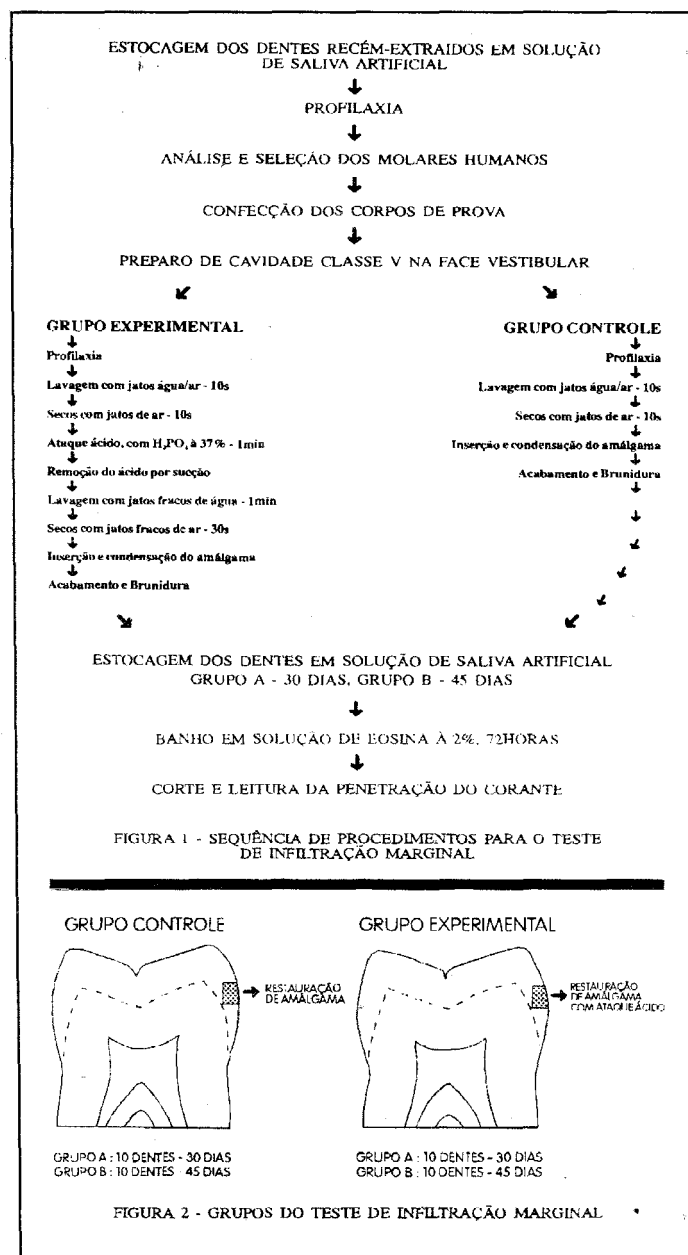 ESTOCAGEM DOS DENTES RECÉM-EXTRAIDOS EM SOLUÇÃO
DE SALIVA ARTIFICIAL
PROFILAXIA
ANÁLISE E SELEÇÃO DOS MOLARES HUMANOS
CONFECÇÃO DOS CORPOS DE PROVA
PREPARO DE CAVIDADE CLASSE V NA FACE VESTIBULAR
GRUPO EXPERIMENTAL
Profilaxia
Lavagem com jatos água/ar - 10s
Secos com jatos de ar - 10s
Ataque ácido, com H₃PO₄ à 37% - 1min
Remoção do ácido por sucção
Lavagem com jatos fracos de água - 1min
Secos com jatos fracos de ar - 30s
Inserção e condensação do amálgama
Acabamento e Brunidura
GRUPO CONTROLE
Profilaxia
Lavagem com jatos água/ar - 10s
Secos com jatos de ar - 10s
Inserção e condensação do amálgama
Acabamento e Brunidura
ESTOCAGEM DOS DENTES EM SOLUÇÃO DE SALIVA ARTIFICIAL
GRUPO A - 30 DIAS, GRUPO B - 45 DIAS
BANHO EM SOLUÇÃO DE EOSINA À 2%, 72HORAS
CORTE E LEITURA DA PENETRAÇÃO DO CORANTE
FIGURA 1 - SEQUÊNCIA DE PROCEDIMENTOS PARA O TESTE
DE INFILTRAÇÃO MARGINAL
GRUPO CONTROLE
RESTAURAÇÃO
DE AMÁLGAMA
GRUPO A : 10 DENTES - 30 DIAS
GRUPO B : 10 DENTES - 45 DIAS
GRUPO EXPERIMENTAL
RESTAURAÇÃO
DE AMÁLGAMA
COM ATAQUE ÁCIDO
GRUPO A : 10 DENTES - 30 DIAS
GRUPO B : 10 DENTES - 45 DIAS
FIGURA 2 - GRUPOS DO TESTE DE INFILTRAÇÃO MARGINAL